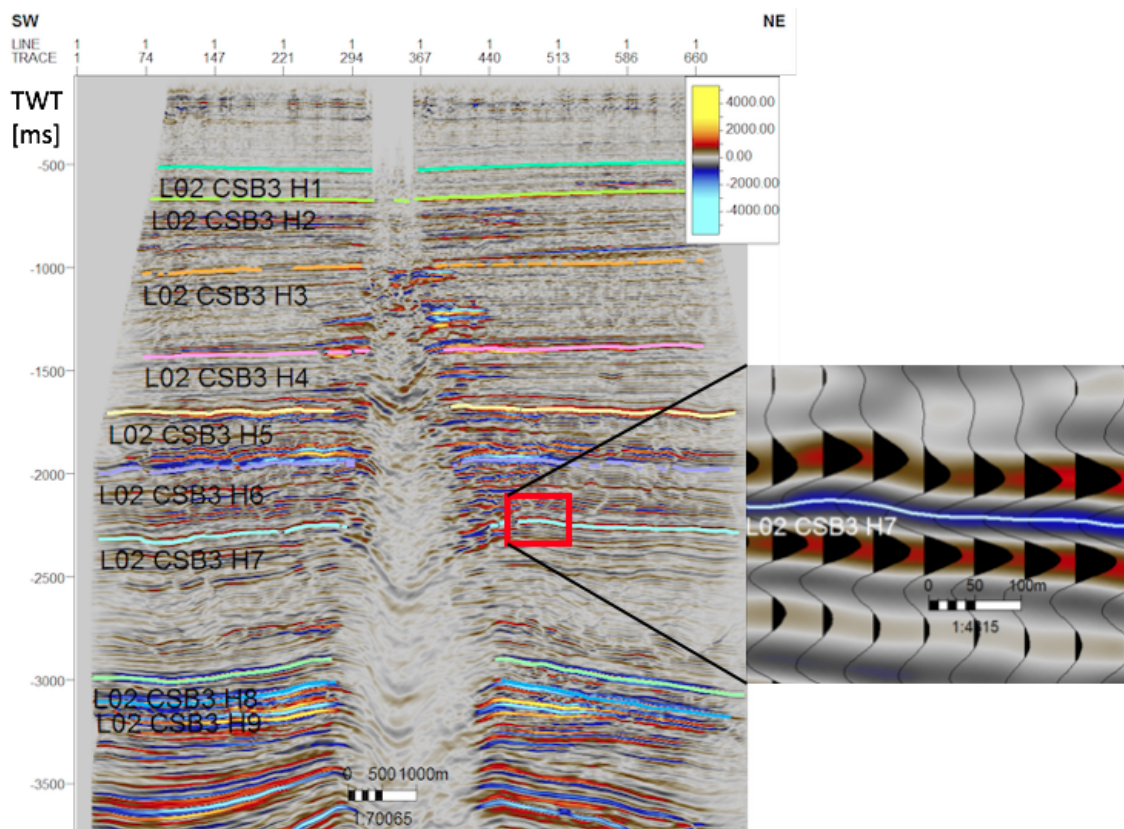 SW NE
LINE 1 1 1 1 1 1 1 1 1 1
TRACE 1 74 147 221 294 367 440 513 586 660
TWT
[ms]
4000.00
2000.00
0.00
-2000.00
-4000.00
-500
L02 CSB3 H1
L02 CSB3 H2
-1000
L02 CSB3 H3
L02 CSB3 H4
-1500
L02 CSB3 H5
-2000
L02 CSB3 H6
L02 CSB3 H7
-2500
-3000
L02 CSB3 H8
L02 CSB3 H9
-3500
0 500 1000m
1:70065
L02 CSB3 H7
0 50 100m